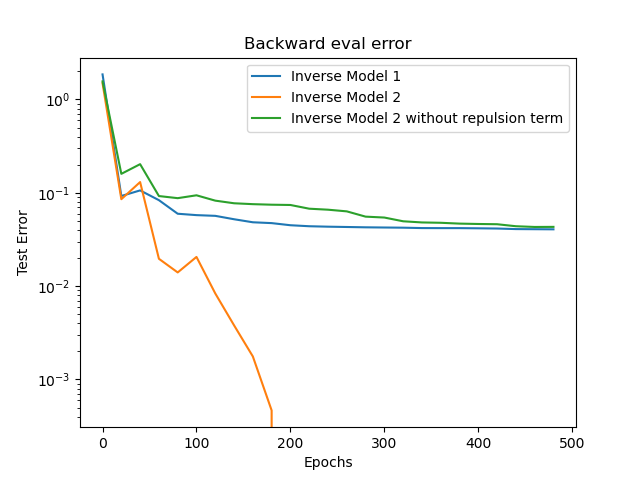 Backward eval error
Inverse Model 1
Inverse Model 2
Inverse Model 2 without repulsion term
Test Error
10⁰
10⁻¹
10⁻²
10⁻³
0 100 200 300 400 500
Epochs